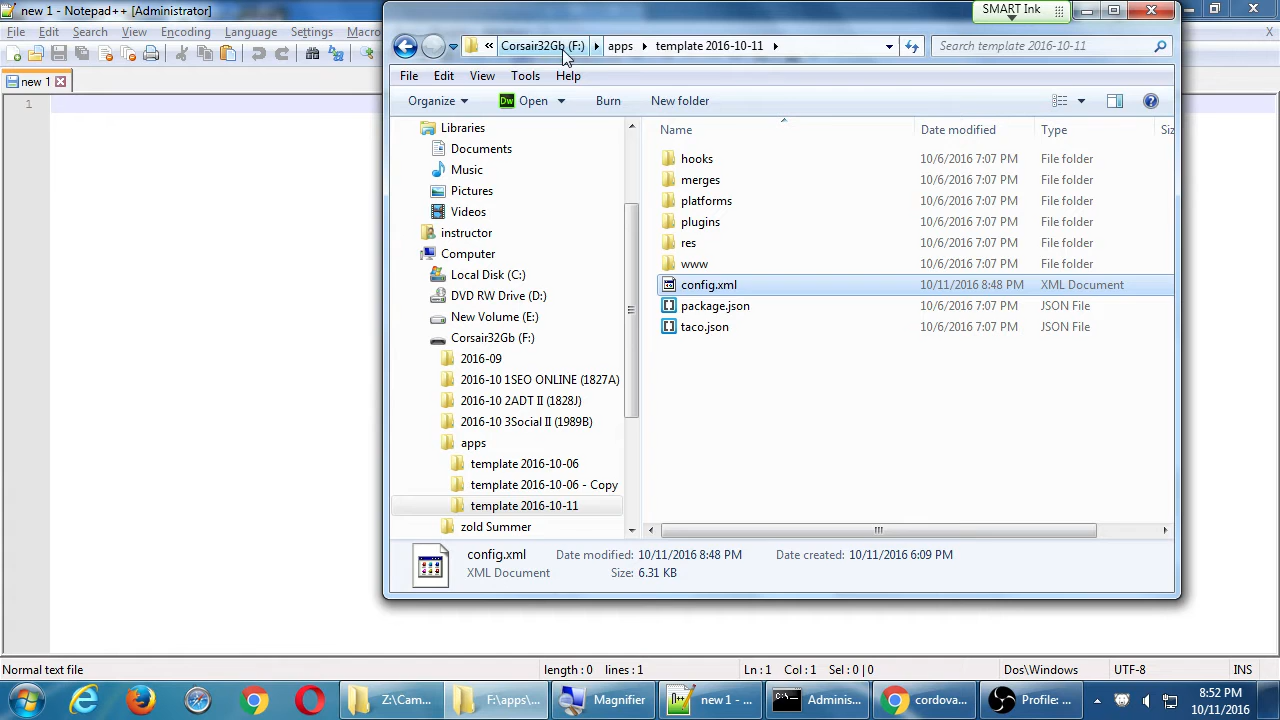 new 1 - Notepad++ [Administrator]
SMART Ink
File Edit Search View Encoding Language Settings Macro
« Corsair32Gb (F:) apps template 2016-10-11
Search template 2016-10-11
File Edit View Tools Help
new 1
Organize Open Burn New folder
1
Name Date modified Type
Libraries
Documents
Music
Pictures
Videos
instructor
Computer
Local Disk (C:)
DVD RW Drive (D:)
New Volume (E:)
Corsair32Gb (F:)
2016-09
2016-10 1SEO ONLINE (1827A)
2016-10 2ADT II (1828J)
2016-10 3Social II (1989B)
apps
template 2016-10-06
template 2016-10-06 - Copy
template 2016-10-11
zold Summer
hooks 10/6/2016 7:07 PM File folder
merges 10/6/2016 7:07 PM File folder
platforms 10/6/2016 7:07 PM File folder
plugins 10/6/2016 7:07 PM File folder
res 10/6/2016 7:07 PM File folder
www 10/6/2016 7:07 PM File folder
config.xml 10/11/2016 8:48 PM XML Document
package.json 10/6/2016 7:07 PM JSON File
taco.json 10/6/2016 7:07 PM JSON File
config.xml Date modified: 10/11/2016 8:48 PM Date created: 10/11/2016 6:09 PM
XML Document Size: 6.31 KB
Normal text file length : 0 lines : 1 Ln : 1 Col : 1 Sel : 0 | 0 Dos\Windows UTF-8 INS
Z:\Cam... F:\apps\... Magnifier new 1 - ... Adminis... cordova... Profile: ...
8:52 PM
10/11/2016